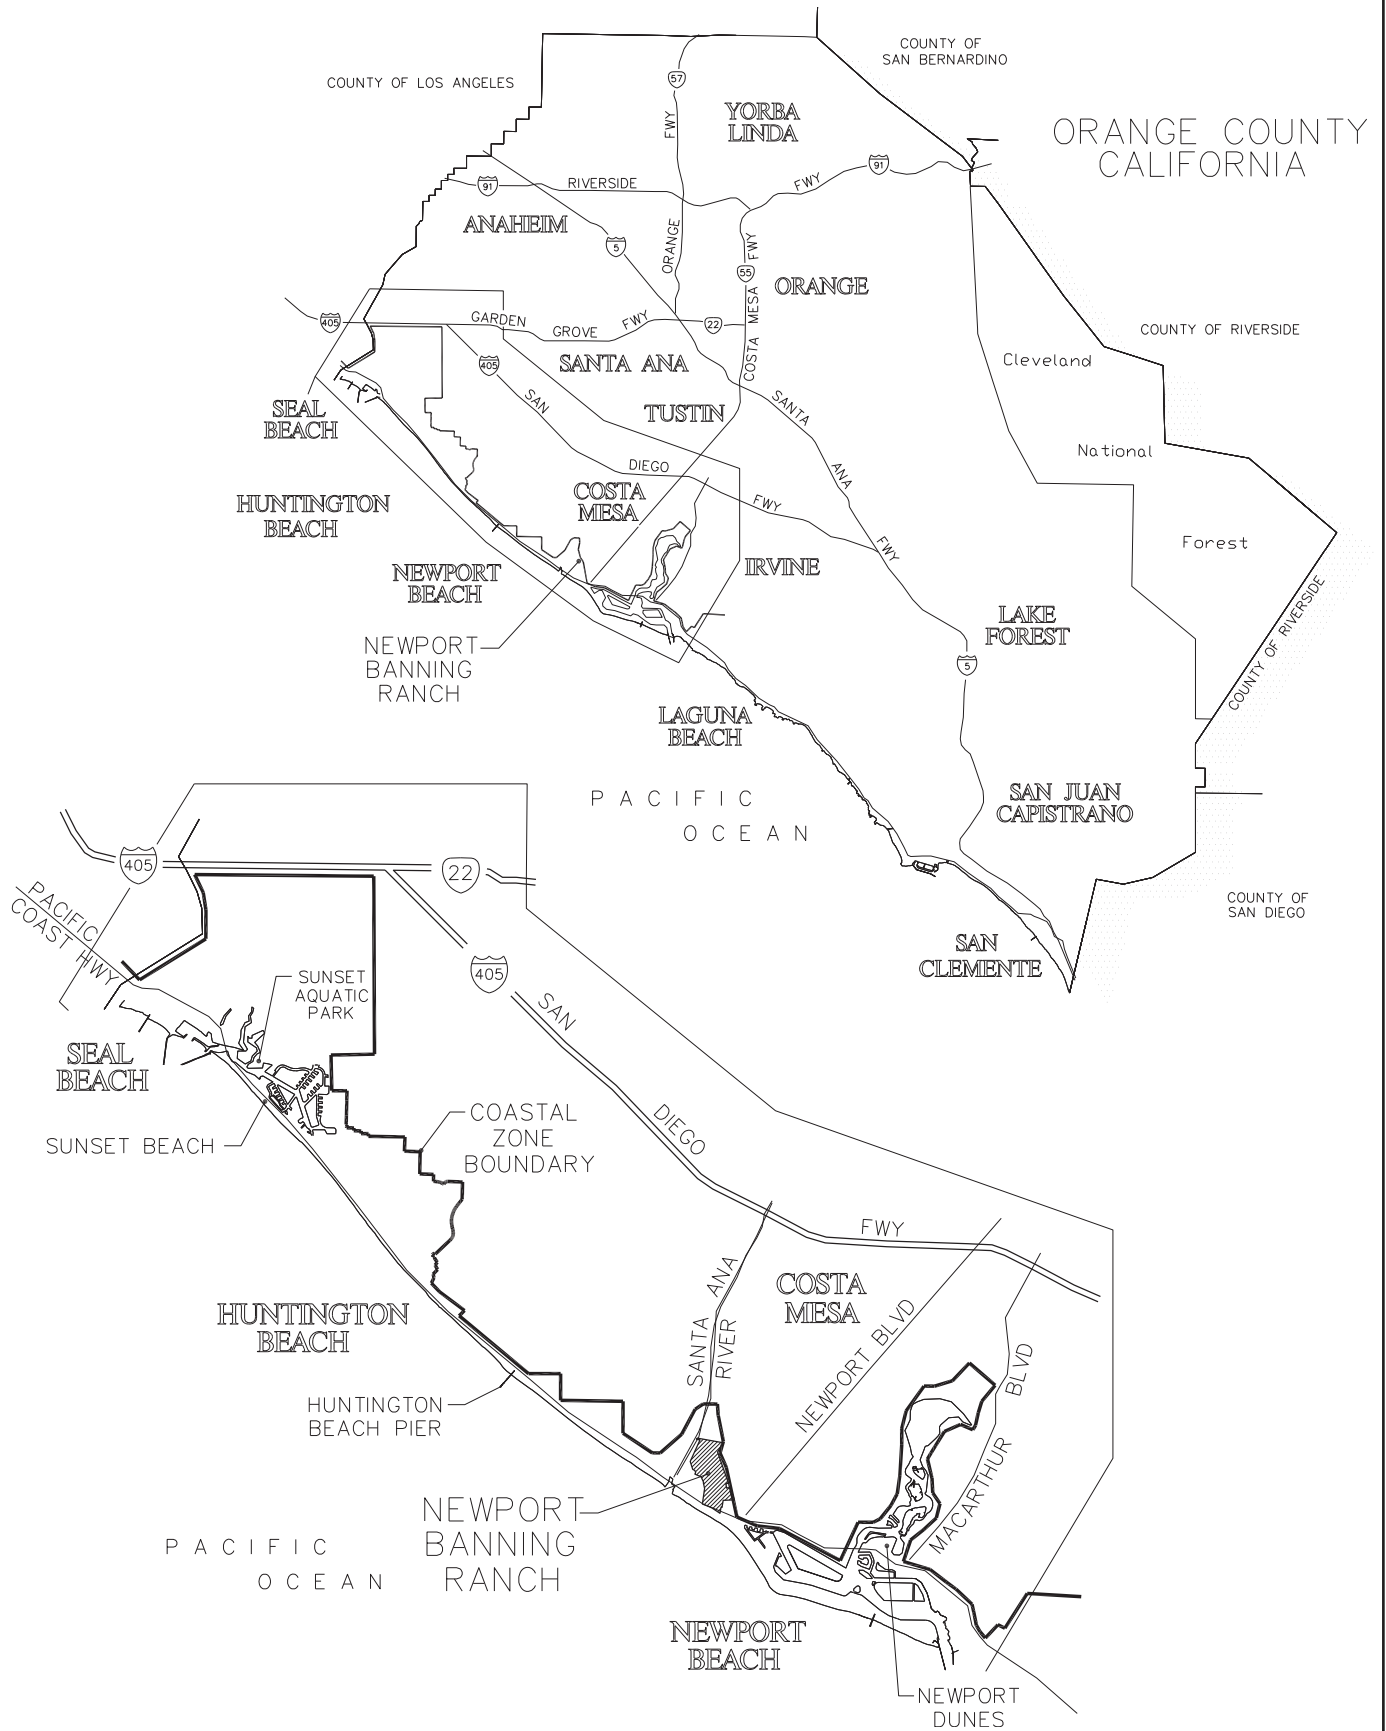 COUNTY OF
SAN BERNARDINO
COUNTY OF LOS ANGELES
ORANGE COUNTY
CALIFORNIA
57
FWY
YORBA
LINDA
91
RIVERSIDE
FWY
91
ANAHEIM
5
ORANGE
FWY
55
COSTA MESA
ORANGE
405
GARDEN
GROVE
FWY
22
COUNTY OF RIVERSIDE
Cleveland
405
SANTA ANA
SAN
SEAL
BEACH
TUSTIN
SANTA
National
DIEGO
ANA
HUNTINGTON
BEACH
COSTA
MESA
FWY
FWY
Forest
NEWPORT
BEACH
IRVINE
COUNTY OF RIVERSIDE
LAKE
FOREST
NEWPORT
BANNING
RANCH
5
LAGUNA
BEACH
PACIFIC
OCEAN
SAN JUAN
CAPISTRANO
COUNTY OF
SAN DIEGO
SAN
CLEMENTE
405
22
PACIFIC
COAST HWY
405
SUNSET
AQUATIC
PARK
SAN
SEAL
BEACH
SUNSET BEACH
COASTAL
ZONE
BOUNDARY
DIEGO
FWY
SANTA ANA
RIVER
COSTA
MESA
NEWPORT BLVD
HUNTINGTON
BEACH
MACARTHUR BLVD
HUNTINGTON
BEACH PIER
NEWPORT
BANNING
RANCH
PACIFIC
OCEAN
NEWPORT
BEACH
NEWPORT
DUNES